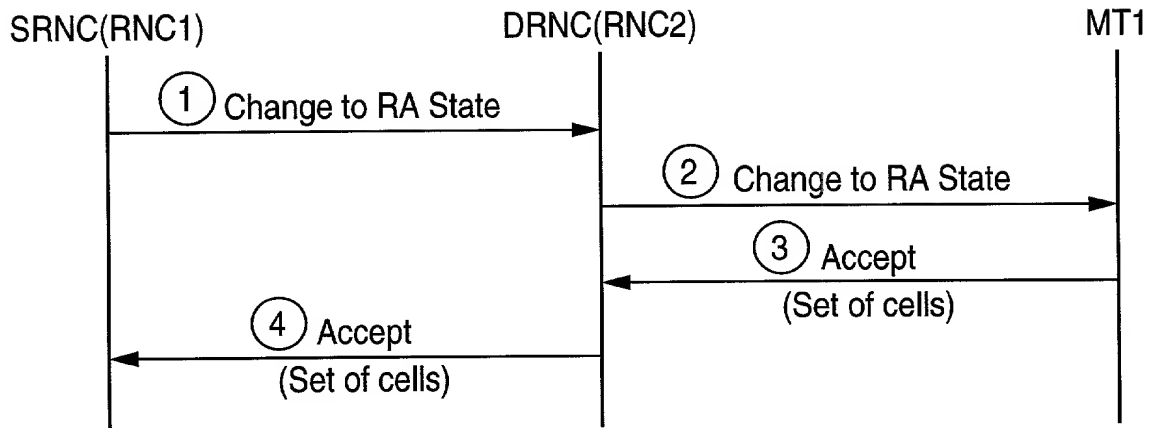 SRNC(RNC1) DRNC(RNC2) MT1
1 Change to RA State
2 Change to RA State
3 Accept
(Set of cells)
4 Accept
(Set of cells)